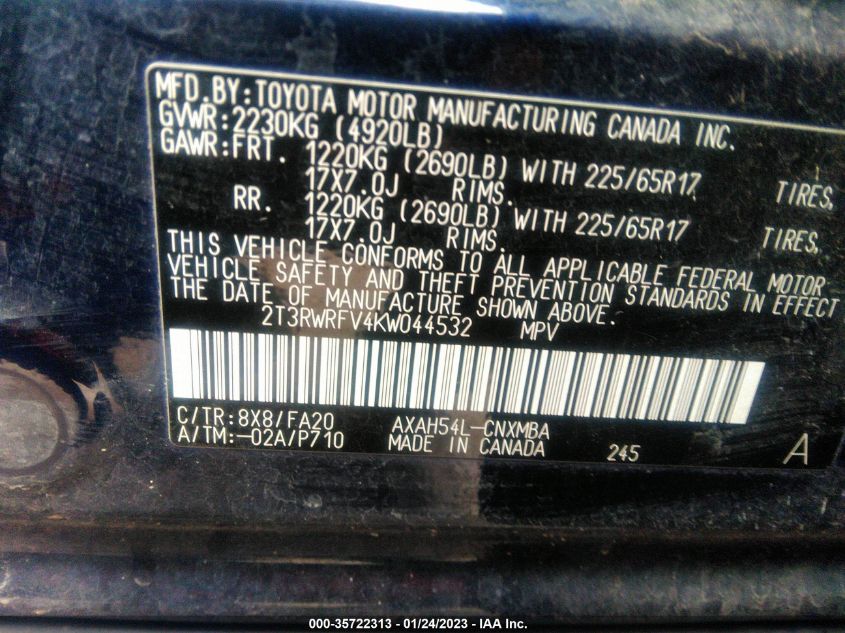 MFD.BY:TOYOTA MOTOR MANUFACTURING CANADA INC.
GVWR:2230KG (4920LB)
GAWR:FRT. 1220KG (2690LB) WITH 225/65R17 TIRES,
17X7.0J RIMS.
RR. 1220KG (2690LB) WITH 225/65R17 TIRES,
17X7.0J RIMS.
THIS VEHICLE CONFORMS TO ALL APPLICABLE FEDERAL MOTOR
VEHICLE SAFETY AND THEFT PREVENTION STANDARDS IN EFFECT
THE DATE OF MANUFACTURE SHOWN ABOVE.
2T3RWRFV4KW044532 MPV
C/TR:8X8/FA20 AXAH54L-CNXMBA
A/TM:-02A/P710 MADE IN CANADA 245 A
000-35722313 - 01/24/2023 - IAA Inc.